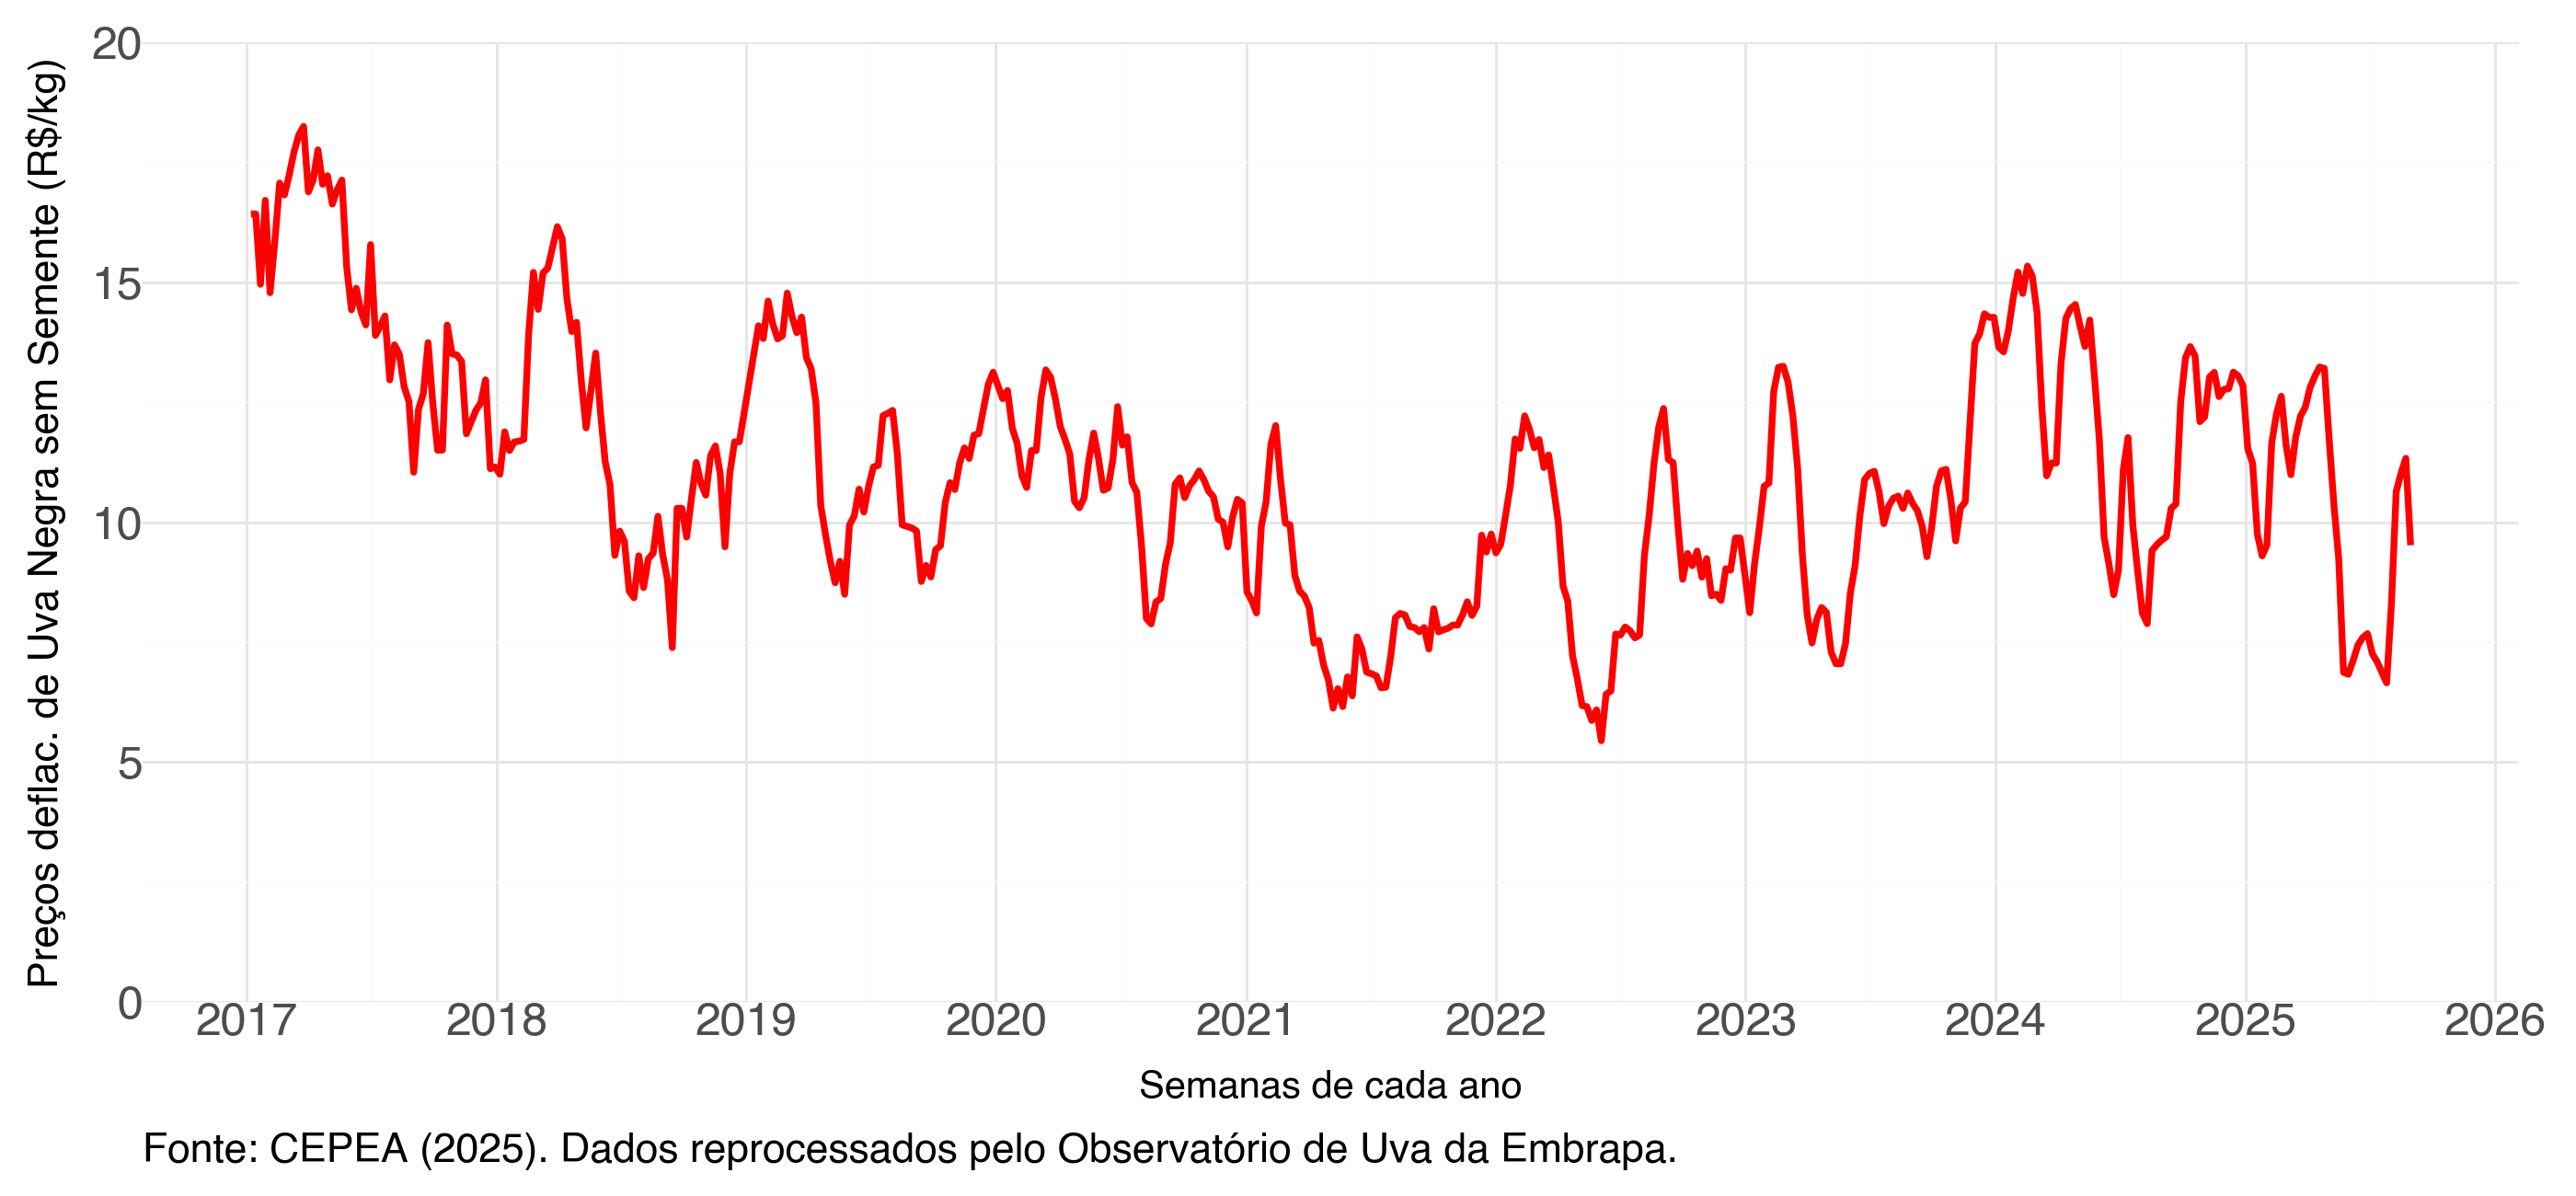 Preços deflac. de Uva Negra sem Semente (R$/kg)
20
15
10
5
0
2017 2018 2019 2020 2021 2022 2023 2024 2025 2026
Semanas de cada ano
Fonte: CEPEA (2025). Dados reprocessados pelo Observatório de Uva da Embrapa.